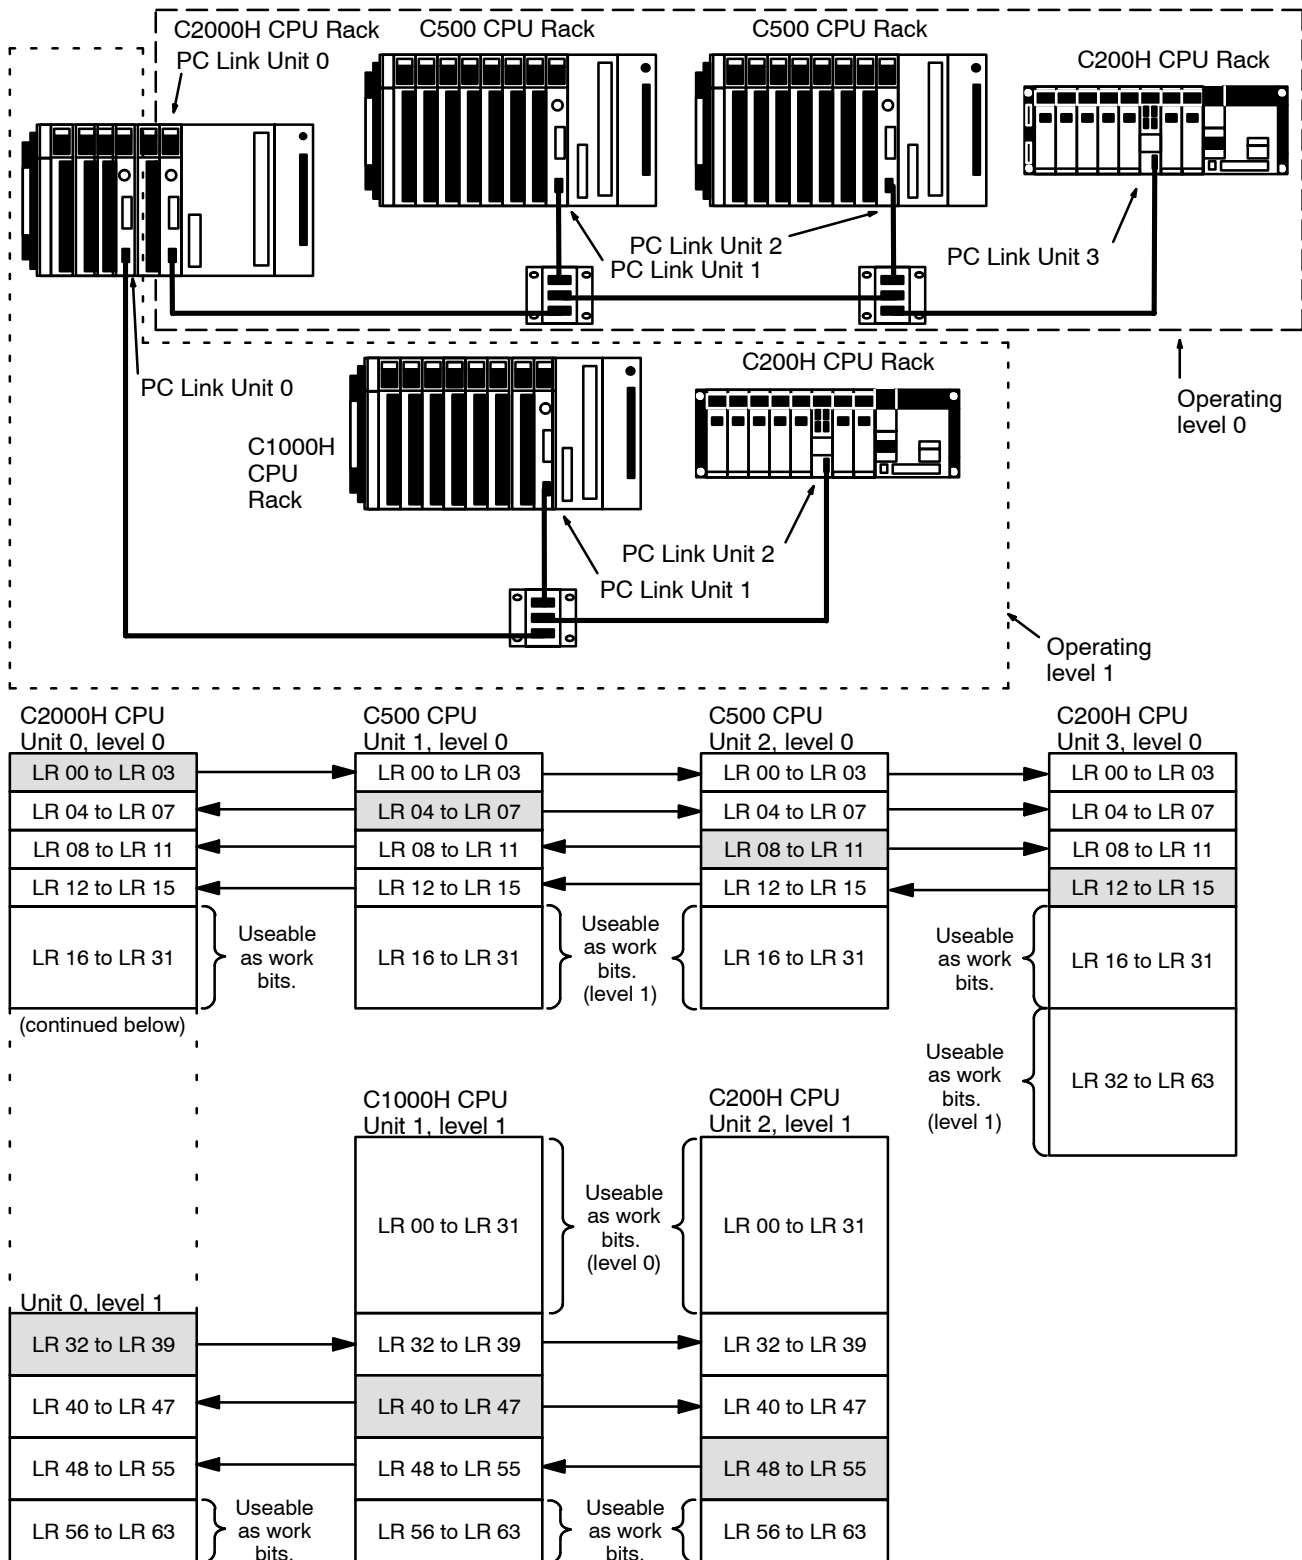 C2000H CPU Rack
C500 CPU Rack
C500 CPU Rack
PC Link Unit 0
C200H CPU Rack
PC Link Unit 2
PC Link Unit 1
PC Link Unit 3
PC Link Unit 0
C200H CPU Rack
Operating
level 0
C1000H
CPU
Rack
PC Link Unit 2
PC Link Unit 1
Operating
level 1
C2000H CPU
Unit 0, level 0
LR 00 to LR 03
LR 04 to LR 07
LR 08 to LR 11
LR 12 to LR 15
LR 16 to LR 31
Useable
as work
bits.
(continued below)
C500 CPU
Unit 1, level 0
LR 00 to LR 03
LR 04 to LR 07
LR 08 to LR 11
LR 12 to LR 15
LR 16 to LR 31
Useable
as work
bits.
(level 1)
C500 CPU
Unit 2, level 0
LR 00 to LR 03
LR 04 to LR 07
LR 08 to LR 11
LR 12 to LR 15
LR 16 to LR 31
C200H CPU
Unit 3, level 0
LR 00 to LR 03
LR 04 to LR 07
LR 08 to LR 11
LR 12 to LR 15
Useable
as work
bits.
LR 16 to LR 31
Useable
as work
bits.
(level 1)
LR 32 to LR 63
Unit 0, level 1
LR 32 to LR 39
LR 40 to LR 47
LR 48 to LR 55
LR 56 to LR 63
Useable
as work
bits.
C1000H CPU
Unit 1, level 1
LR 00 to LR 31
Useable
as work
bits.
(level 0)
LR 32 to LR 39
LR 40 to LR 47
LR 48 to LR 55
LR 56 to LR 63
Useable
as work
bits.
C200H CPU
Unit 2, level 1
LR 00 to LR 31
LR 32 to LR 39
LR 40 to LR 47
LR 48 to LR 55
LR 56 to LR 63